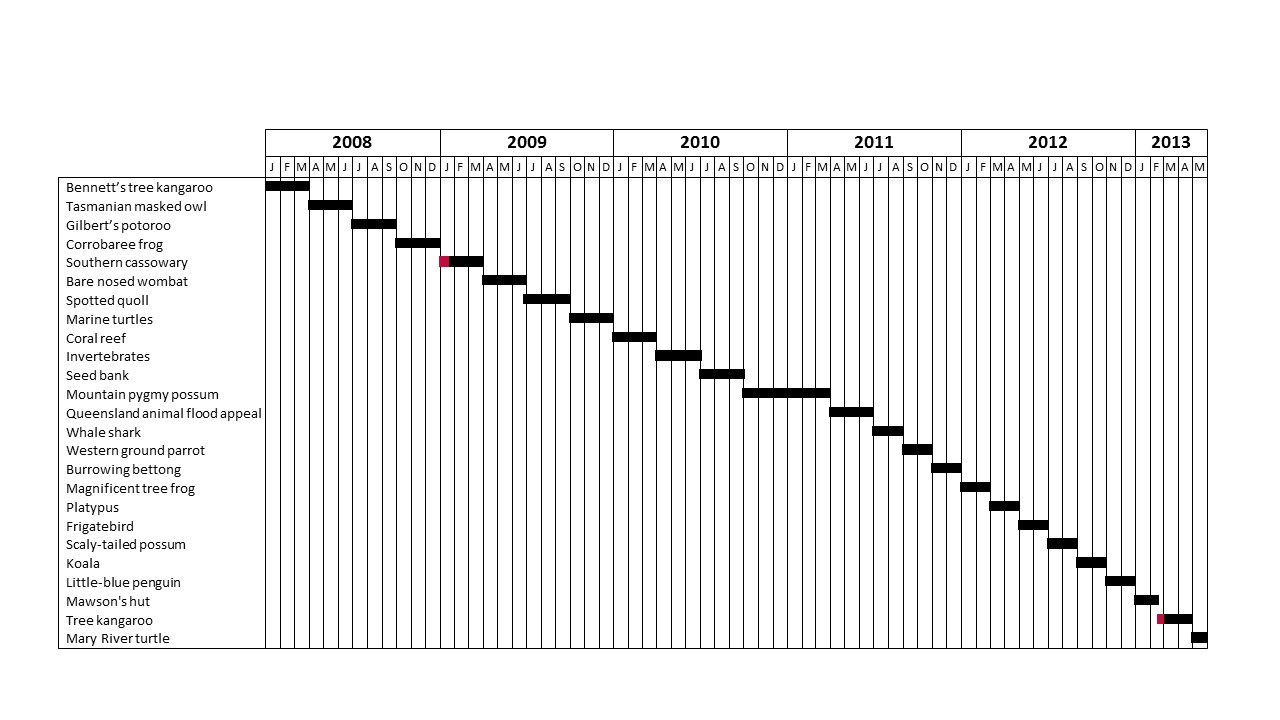 2008 2009 2010 2011 2012 2013
J F M A M J J A S O N D J F M A M J J A S O N D J F M A M J J A S O N D J F M A M J J A S O N D J F M A M J J A S O N D J F M A M
Bennett’s tree kangaroo
Tasmanian masked owl
Gilbert’s potoroo
Corrobaree frog
Southern cassowary
Bare nosed wombat
Spotted quoll
Marine turtles
Coral reef
Invertebrates
Seed bank
Mountain pygmy possum
Queensland animal flood appeal
Whale shark
Western ground parrot
Burrowing bettong
Magnificent tree frog
Platypus
Frigatebird
Scaly-tailed possum
Koala
Little-blue penguin
Mawson's hut
Tree kangaroo
Mary River turtle